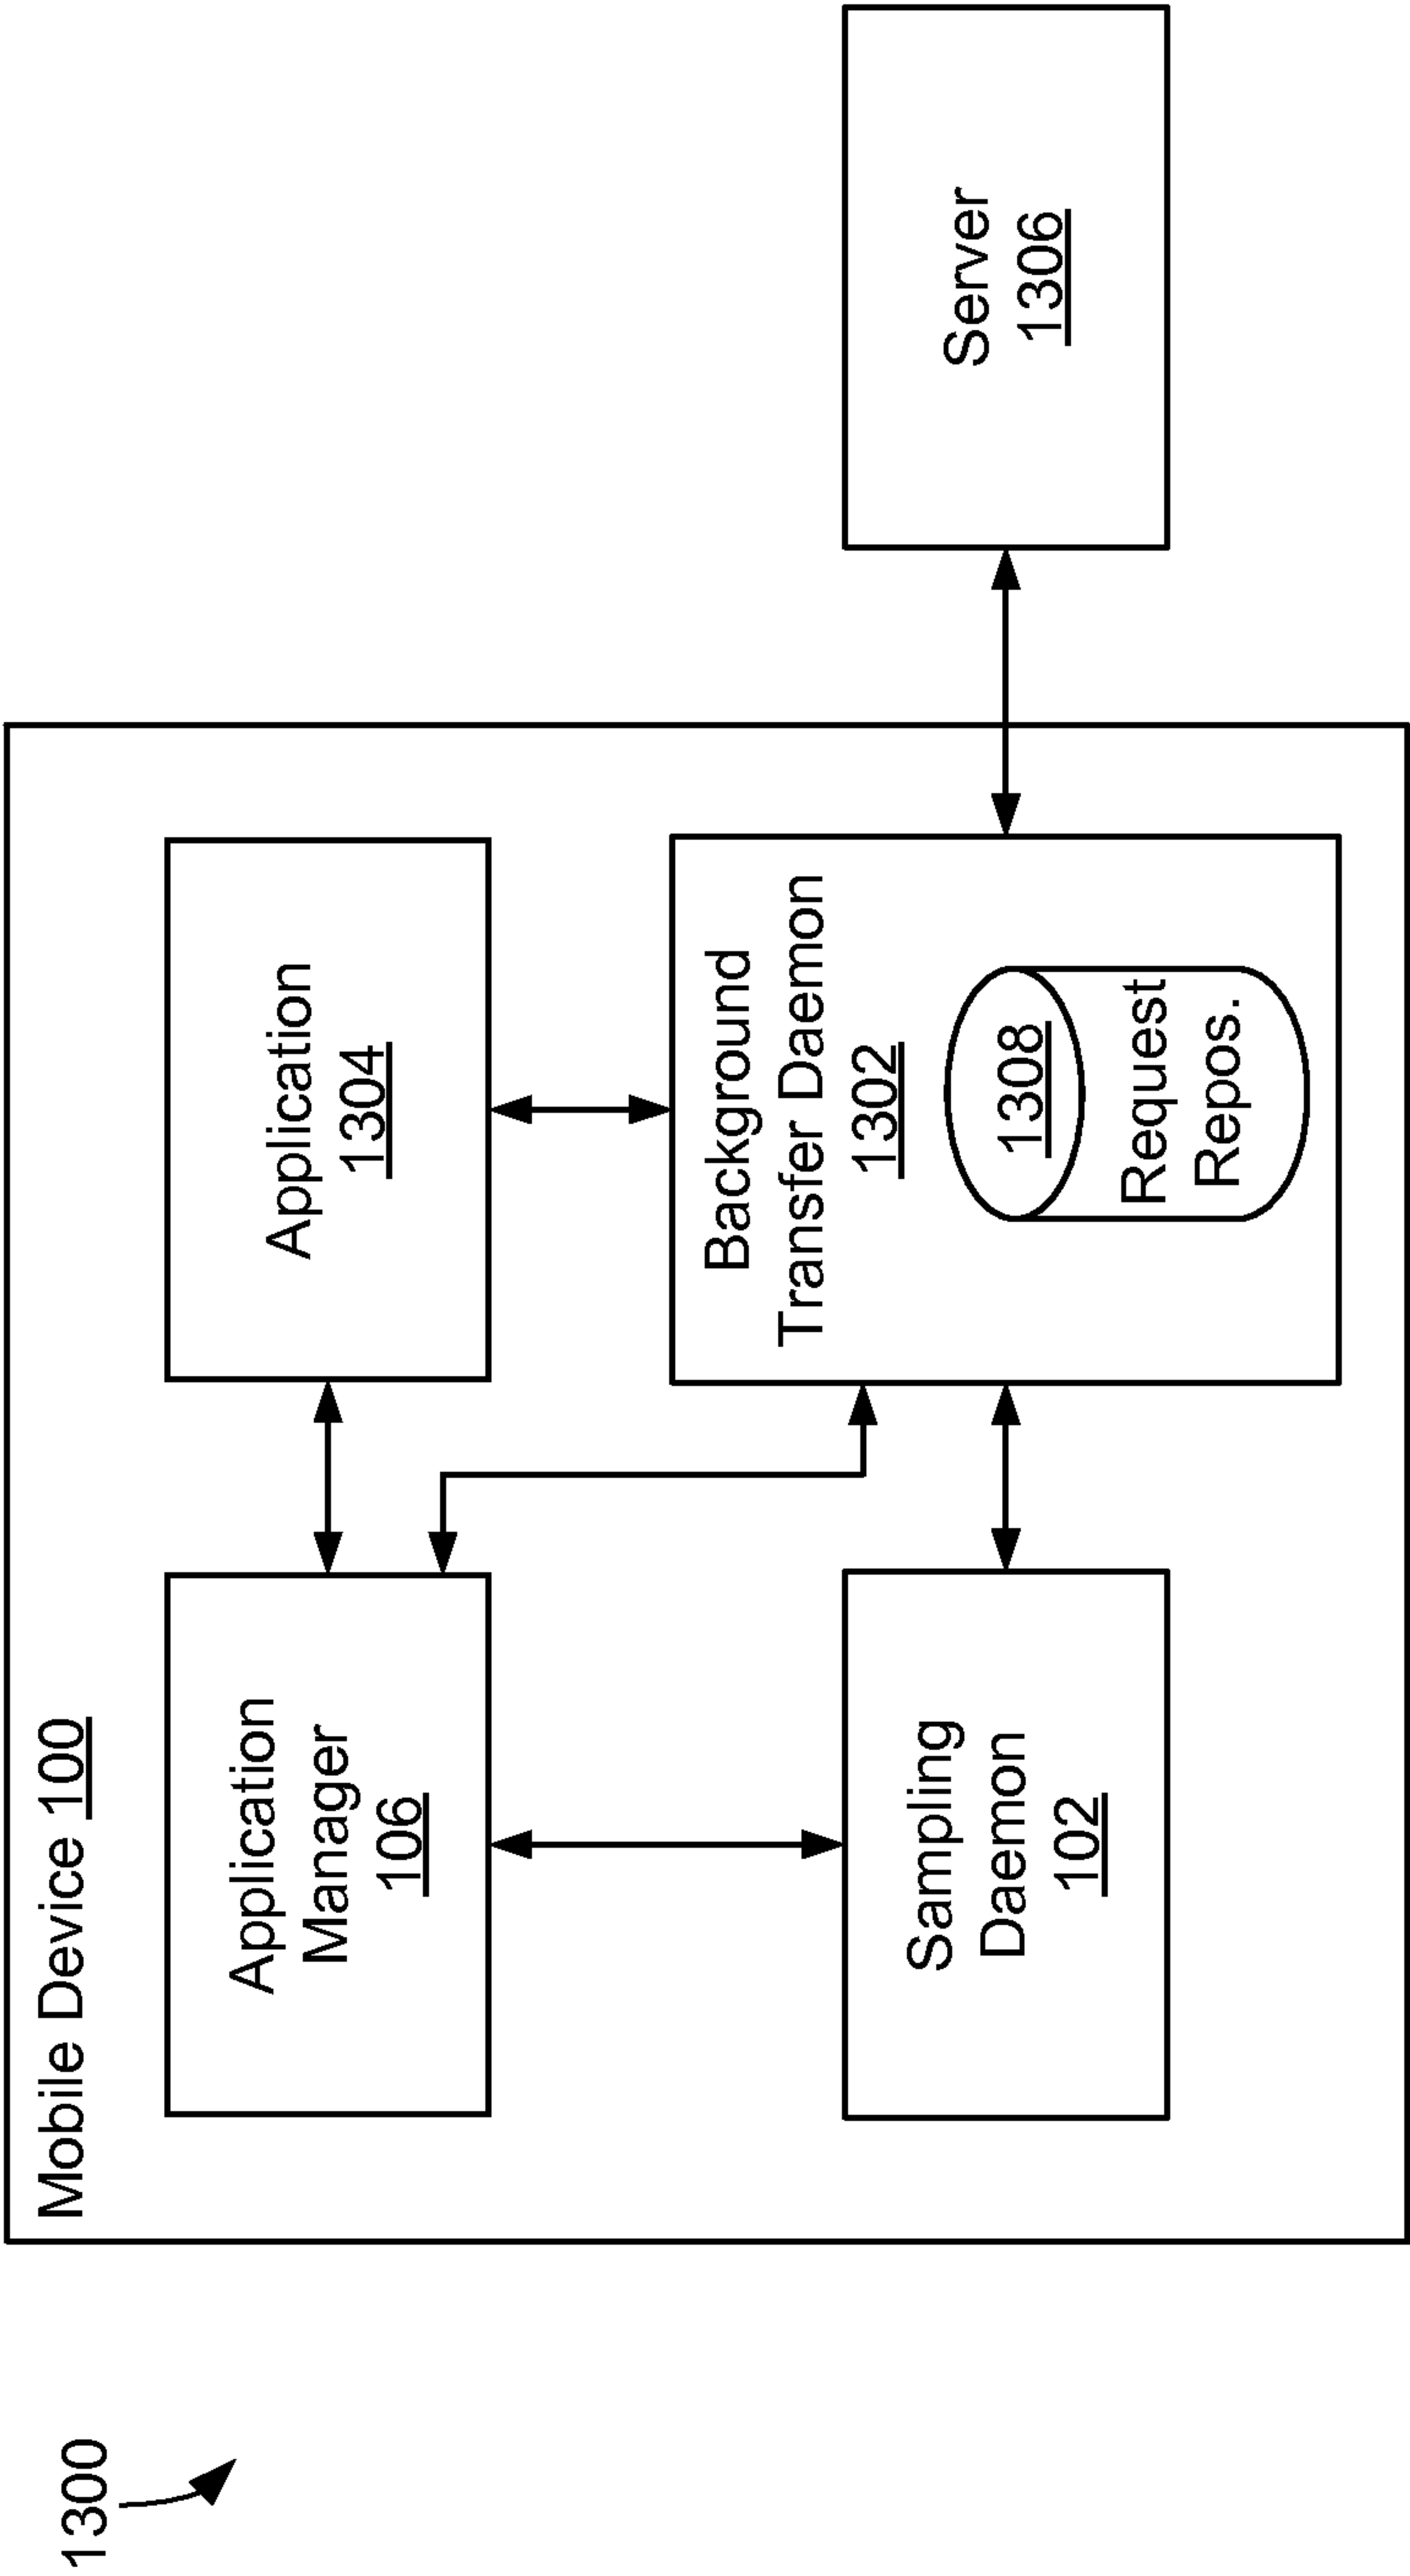 1300
Mobile Device 100
Application
Manager
106
Application
1304
Sampling
Daemon
102
Background
Transfer Daemon
1302
1308
Request
Repos.
Server
1306